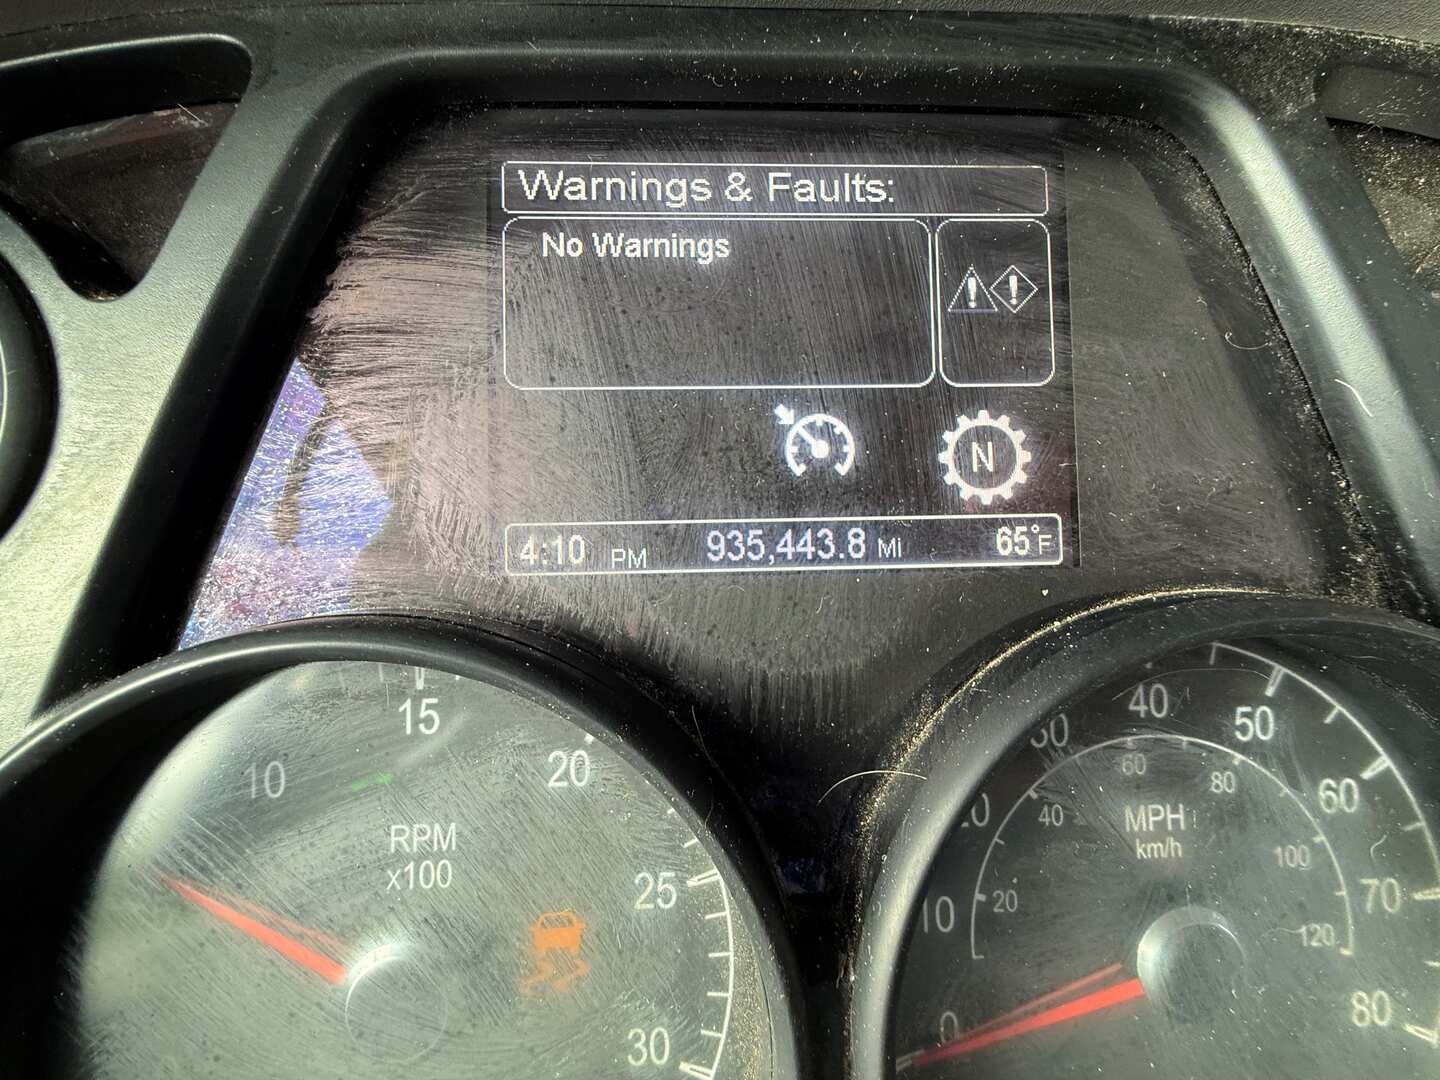 Warnings & Faults:
No Warnings
! !
N
4:10 PM 935,443.8 Mi 65°F
10 15 20 25 30
RPM
x100
0 10 40 50 60 70 80
20 40 60 80 100 120
MPH
km/h